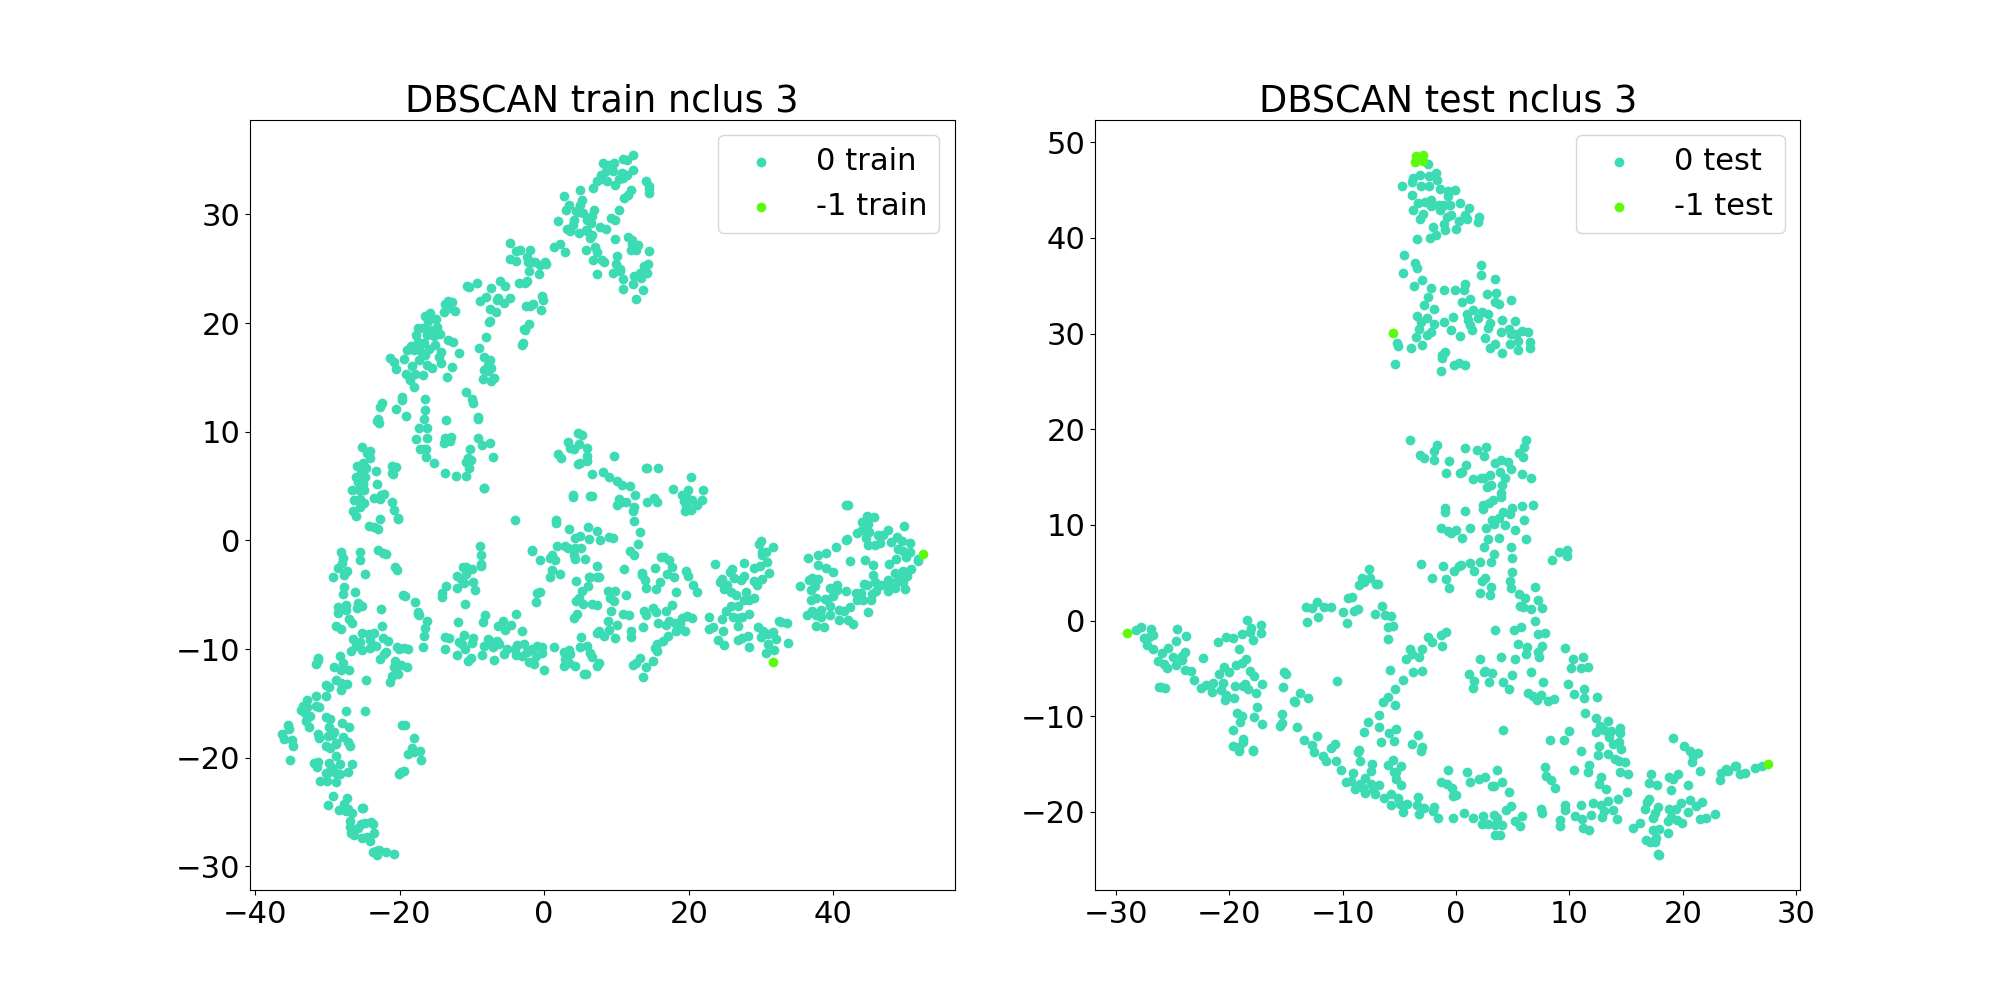 DBSCAN train nclus 3
0 train
-1 train
30
20
10
0
−10
−20
−30
−40 −20 0 20 40
DBSCAN test nclus 3
0 test
-1 test
50
40
30
20
10
0
−10
−20
−30 −20 −10 0 10 20 30